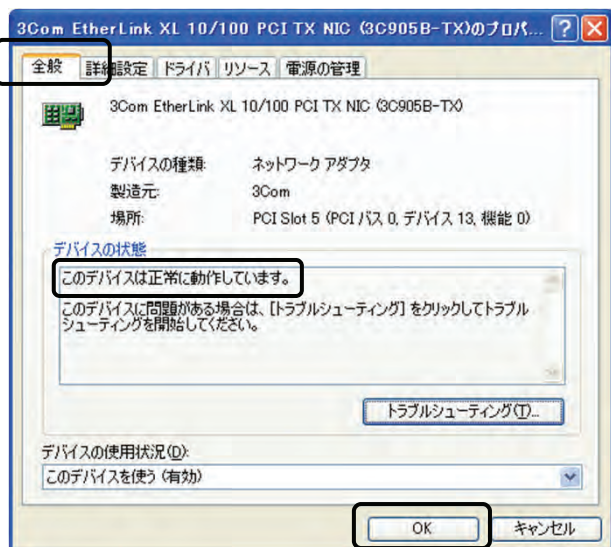 3Com EtherLink XL 10/100 PCI TX NIC (3C905B-TX)のプロパ...
全般 詳細設定 ドライバ リソース 電源の管理
3Com EtherLink XL 10/100 PCI TX NIC (3C905B-TX)
デバイスの種類: ネットワーク アダプタ
製造元: 3Com
場所: PCI Slot 5 (PCI バス 0, デバイス 13, 機能 0)
デバイスの状態
このデバイスは正常に動作しています。
このデバイスに問題がある場合は、[トラブルシューティング] をクリックしてトラブル
シューティングを開始してください。
トラブルシューティング(T)...
デバイスの使用状況(D):
このデバイスを使う (有効)
OK キャンセル